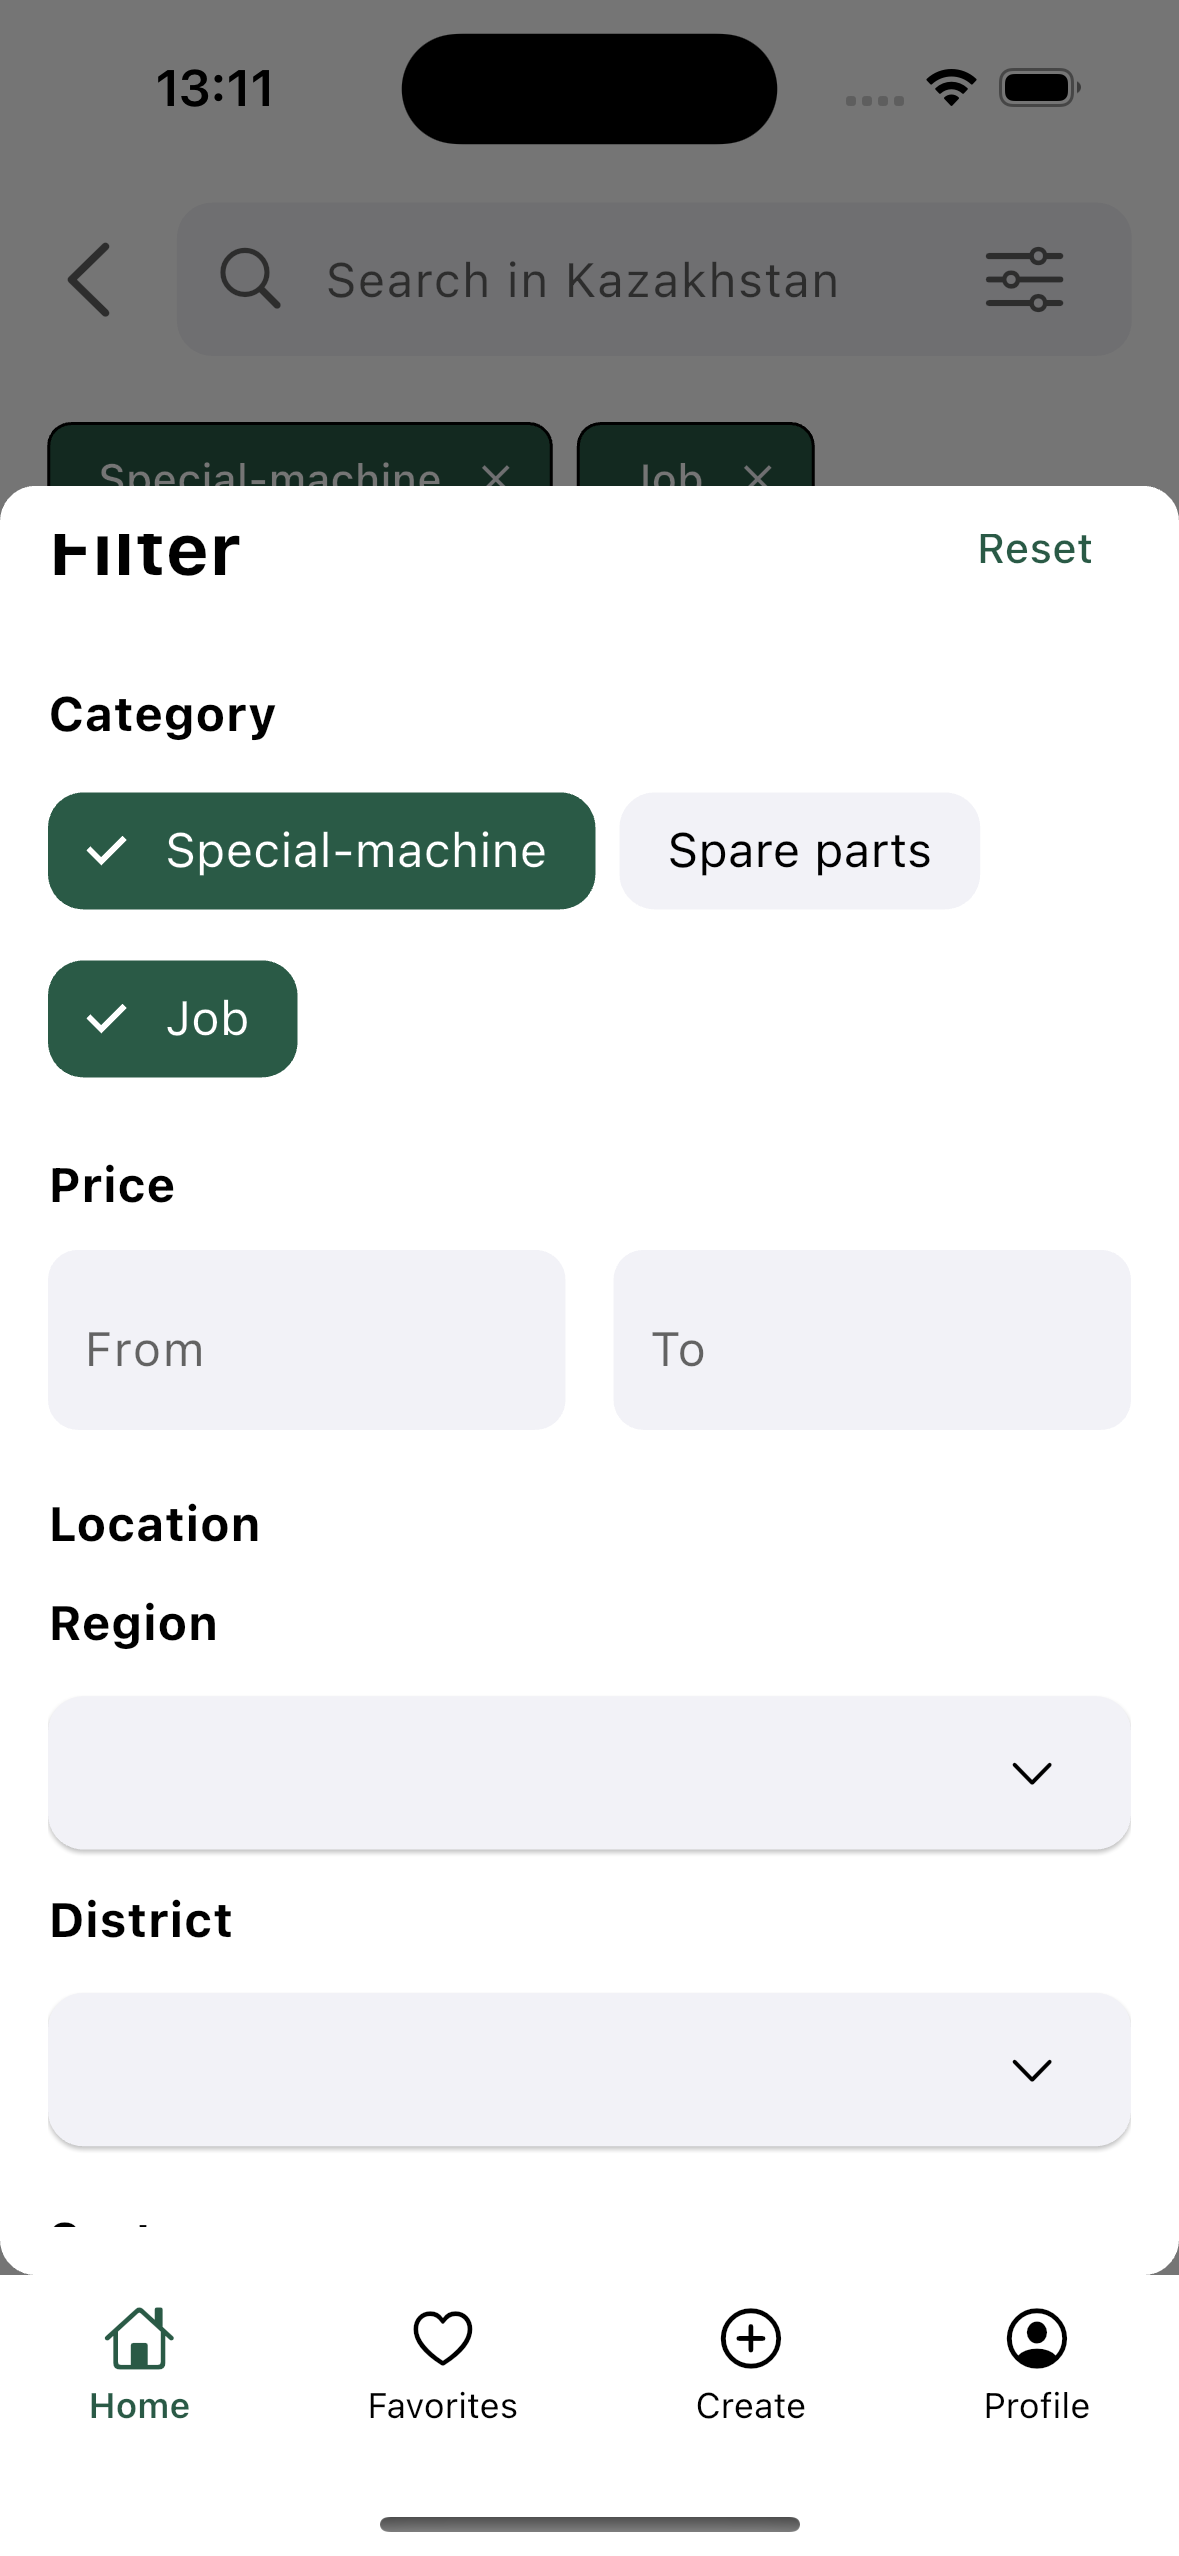 13:11
Search in Kazakhstan
Special-machine
Job
Filter
Reset
Category
Special-machine
Spare parts
Job
Price
From
To
Location
Region
District
Home
Favorites
Create
Profile